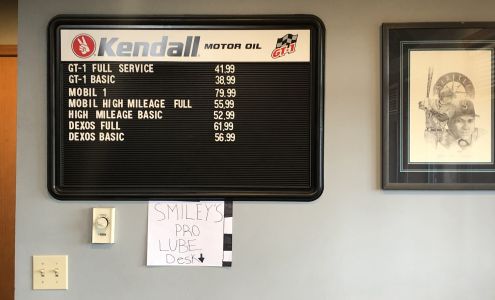 Kendall MOTOR OIL GT-1
GT-1 FULL SERVICE 41.99
GT-1 BASIC 38.99
MOBIL 1 79.99
MOBIL HIGH MILEAGE FULL 55.99
HIGH MILEAGE BASIC 52.99
DEXOS FULL 61.99
DEXOS BASIC 56.99
SMILEY'S
PRO
LUBE
Desk